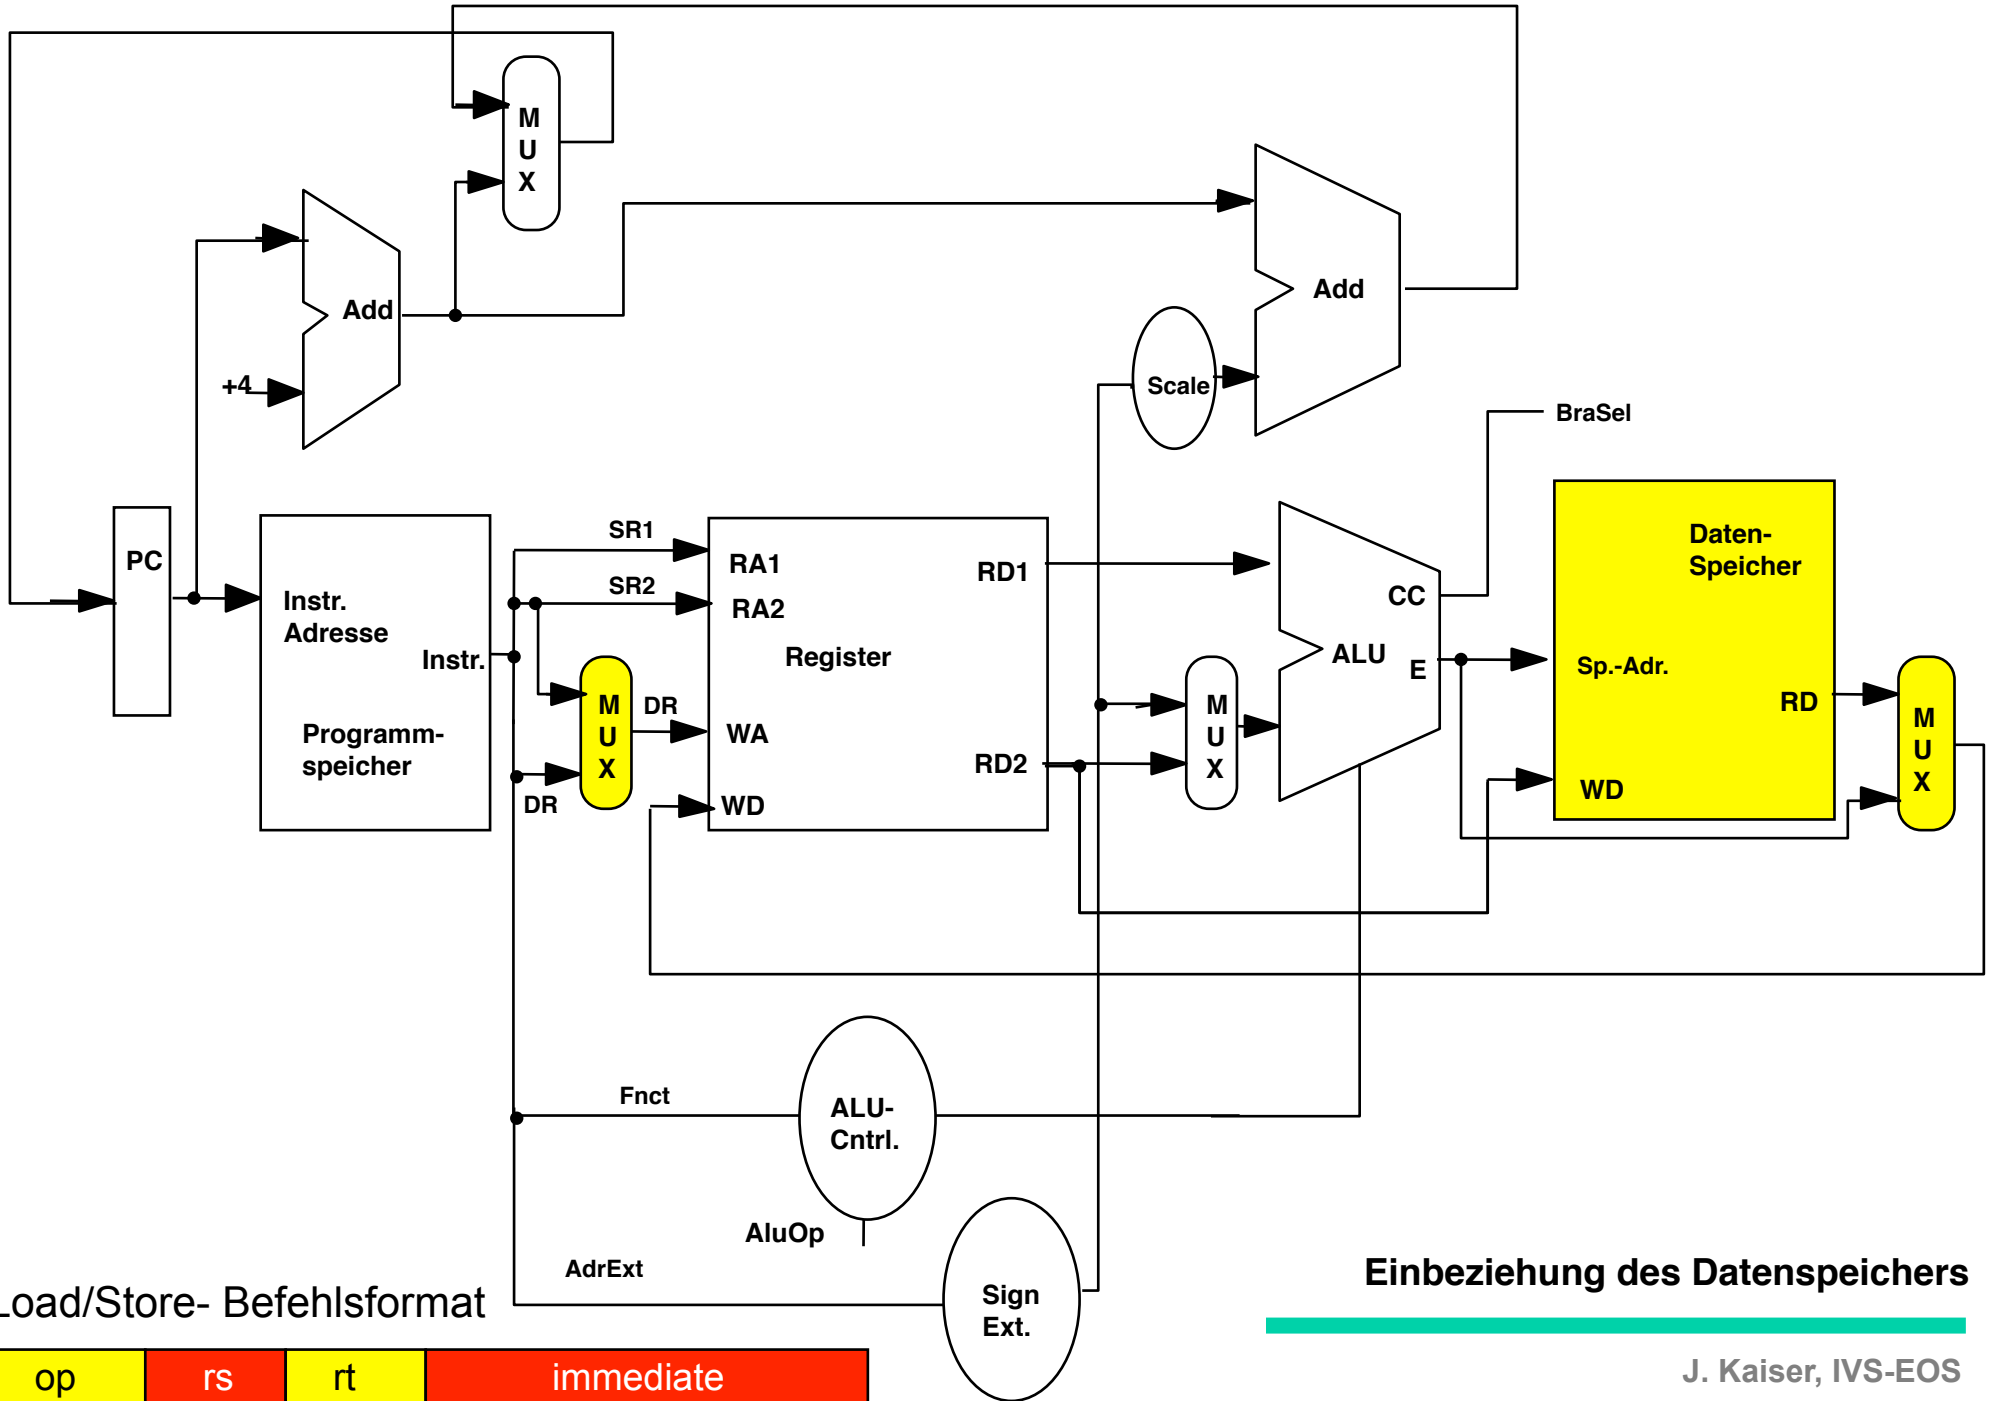 M
U
X
Add
Add
+4
Scale
BraSel
PC
Instr.
Adresse
Instr.
Programm-
speicher
SR1
SR2
M
U
X
DR
DR
RA1
RA2
Register
WA
WD
RD1
RD2
M
U
X
CC
ALU
E
Daten-
Speicher
Sp.-Adr.
RD
WD
M
U
X
Fnct
ALU-
Cntrl.
AluOp
AdrExt
Sign
Ext.
Einbeziehung des Datenspeichers
Load/Store- Befehlsformat
op rs rt immediate
J. Kaiser, IVS-EOS